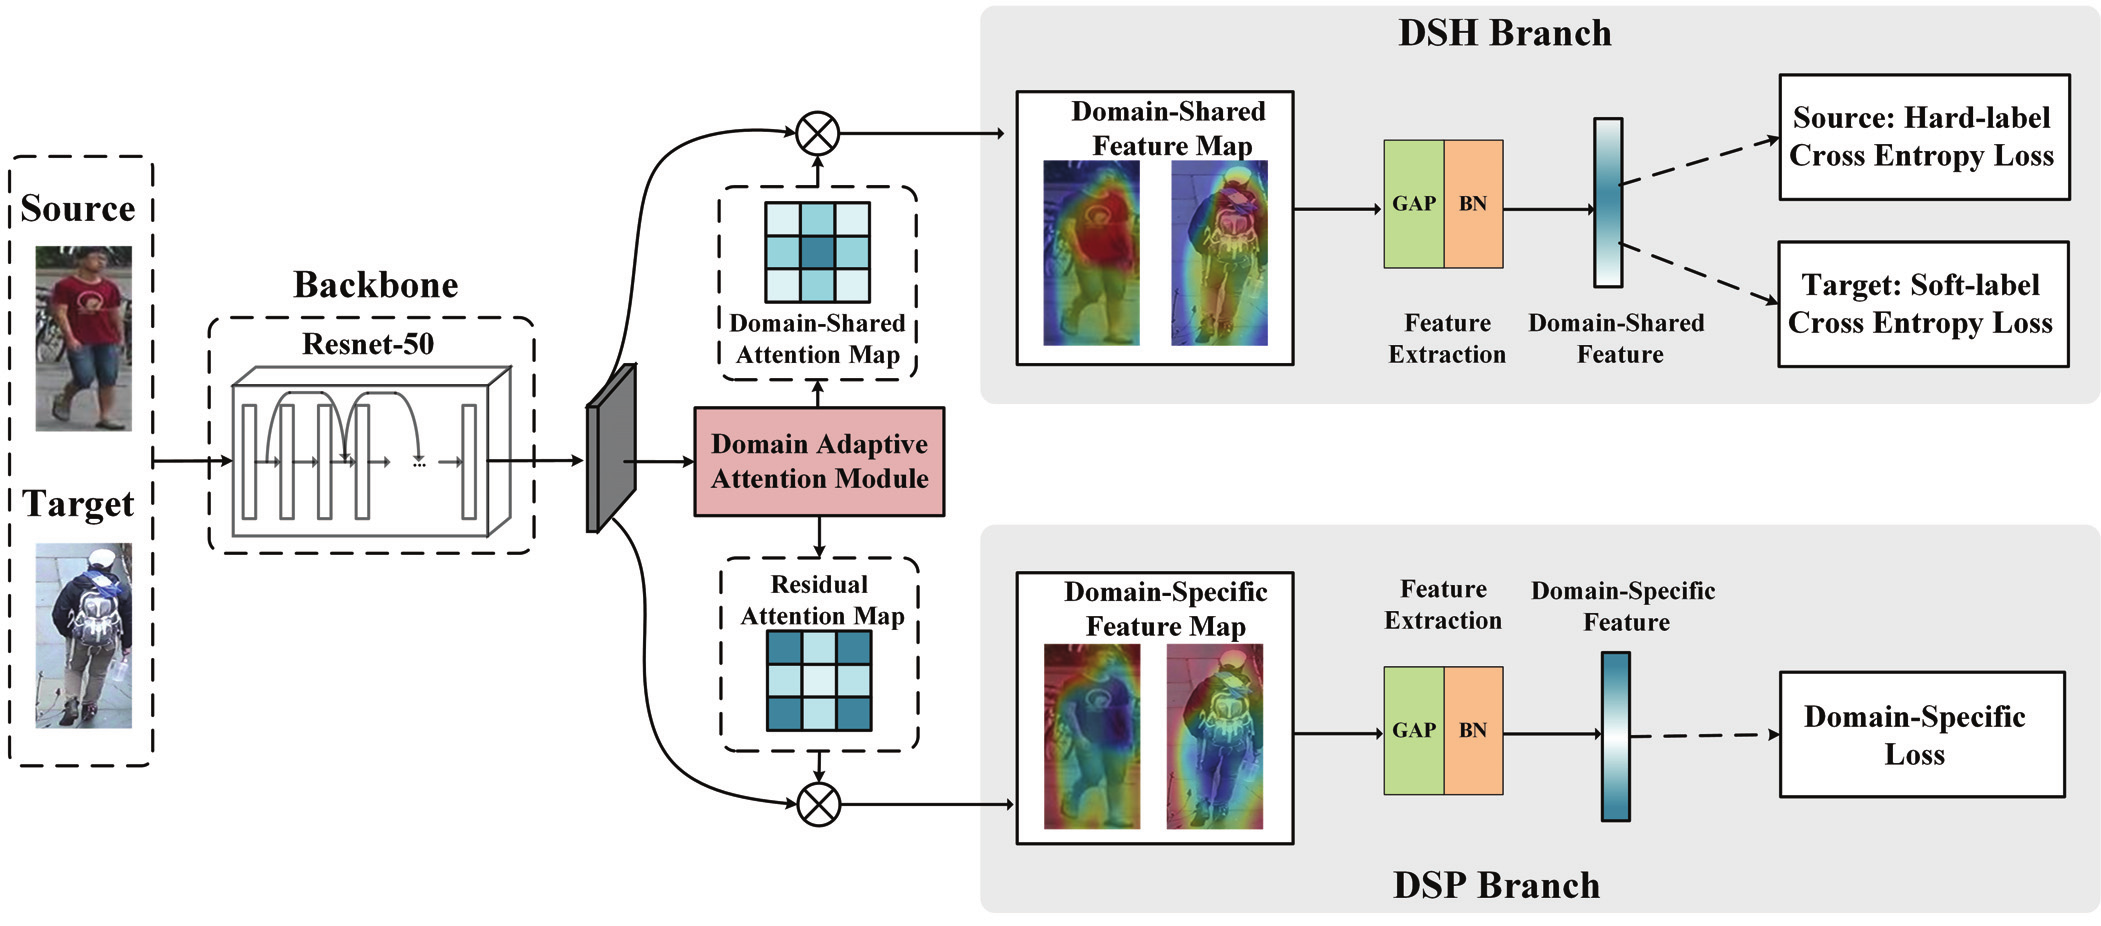 Source
Target
Backbone
Resnet-50
...
Domain-Shared
Attention Map
Domain Adaptive
Attention Module
Residual
Attention Map
DSH Branch
Domain-Shared
Feature Map
GAP
BN
Feature
Extraction
Domain-Shared
Feature
Source: Hard-label
Cross Entropy Loss
Target: Soft-label
Cross Entropy Loss
Domain-Specific
Feature Map
Feature
Extraction
GAP
BN
Domain-Specific
Feature
Domain-Specific
Loss
DSP Branch